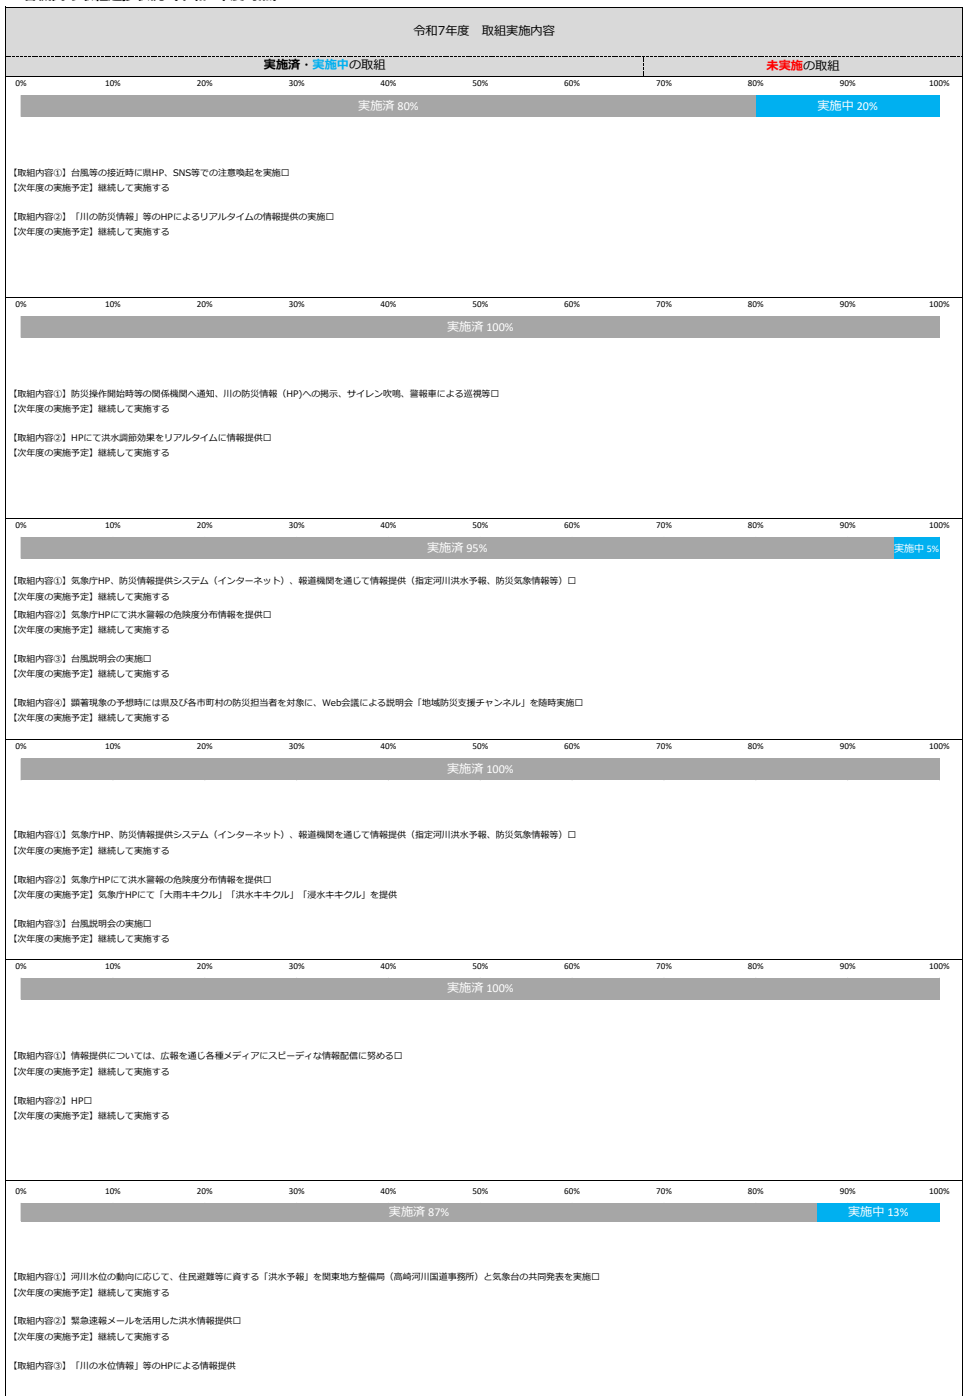 令和7年度　取組実施内容
実施済・実施中の取組
未実施の取組
0% 10% 20% 30% 40% 50% 60% 70% 80% 90% 100%
実施済 80% 実施中 20%
【取組内容①】台風等の接近時に県HP、SNS等での注意喚起を実施□
【次年度の実施予定】継続して実施する
【取組内容②】「川の防災情報」等のHPによるリアルタイムの情報提供の実施□
【次年度の実施予定】継続して実施する
0% 10% 20% 30% 40% 50% 60% 70% 80% 90% 100%
実施済 100%
【取組内容①】防災操作開始時等の関係機関へ通知、川の防災情報（HP)への掲示、サイレン吹鳴、警報車による巡視等□
【次年度の実施予定】継続して実施する
【取組内容②】HPにて洪水調節効果をリアルタイムに情報提供□
【次年度の実施予定】継続して実施する
0% 10% 20% 30% 40% 50% 60% 70% 80% 90% 100%
実施済 95% 実施中 5%
【取組内容①】気象庁HP、防災情報提供システム（インターネット）、報道機関を通じて情報提供（指定河川洪水予報、防災気象情報等）□
【次年度の実施予定】継続して実施する
【取組内容②】気象庁HPにて洪水警報の危険度分布情報を提供□
【次年度の実施予定】継続して実施する
【取組内容③】台風説明会の実施□
【次年度の実施予定】継続して実施する
【取組内容④】顕著現象の予想時には県及び各市町村の防災担当者を対象に、Web会議による説明会「地域防災支援チャンネル」を随時実施□
【次年度の実施予定】継続して実施する
0% 10% 20% 30% 40% 50% 60% 70% 80% 90% 100%
実施済 100%
【取組内容①】気象庁HP、防災情報提供システム（インターネット）、報道機関を通じて情報提供（指定河川洪水予報、防災気象情報等）□
【次年度の実施予定】継続して実施する
【取組内容②】気象庁HPにて洪水警報の危険度分布情報を提供□
【次年度の実施予定】気象庁HPにて「大雨キキクル」「洪水キキクル」「浸水キキクル」を提供
【取組内容③】台風説明会の実施□
【次年度の実施予定】継続して実施する
0% 10% 20% 30% 40% 50% 60% 70% 80% 90% 100%
実施済 100%
【取組内容①】情報提供については、広報を通じ各種メディアにスピーディな情報配信に努める□
【次年度の実施予定】継続して実施する
【取組内容②】HP□
【次年度の実施予定】継続して実施する
0% 10% 20% 30% 40% 50% 60% 70% 80% 90% 100%
実施済 87% 実施中 13%
【取組内容①】河川水位の動向に応じて、住民避難等に資する「洪水予報」を関東地方整備局（高崎河川国道事務所）と気象台の共同発表を実施□
【次年度の実施予定】継続して実施する
【取組内容②】緊急速報メールを活用した洪水情報提供□
【次年度の実施予定】継続して実施する
【取組内容③】「川の水位情報」等のHPによる情報提供